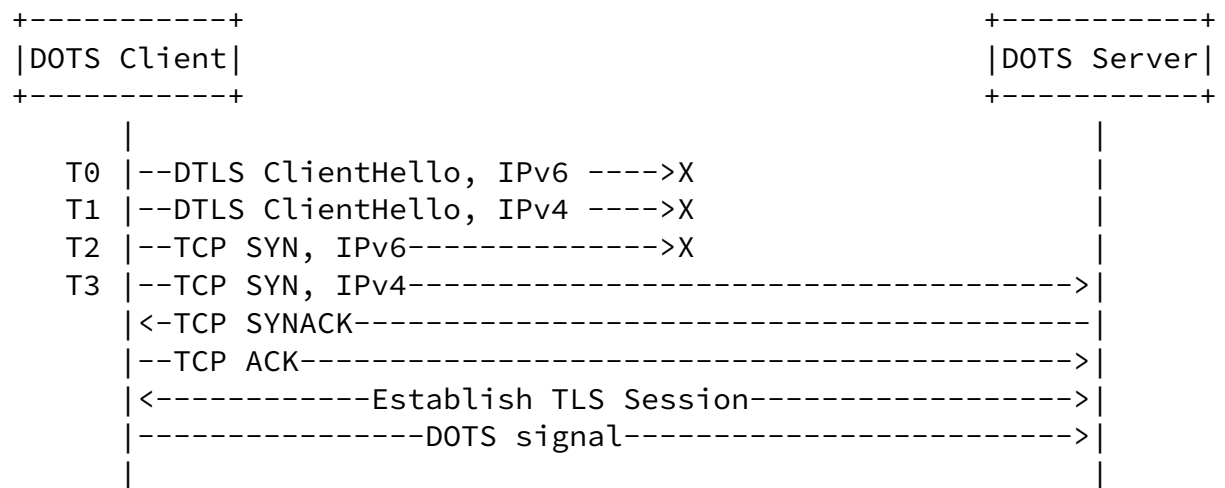 +-----------+                                     +-----------+
|DOTS Client|                                     |DOTS Server|
+-----------+                                     +-----------+
      |                                                 |
   T0 |--DTLS ClientHello, IPv6 ---->X                  |
   T1 |--DTLS ClientHello, IPv4 ---->X                  |
   T2 |--TCP SYN, IPv6-------------->X                  |
   T3 |--TCP SYN, IPv4------------------------------------->|
      |<-TCP SYNACK-----------------------------------------|
      |--TCP ACK------------------------------------------->|
      |<------------Establish TLS Session------------------>|
      |----------------DOTS signal------------------------->|
      |                                                 |